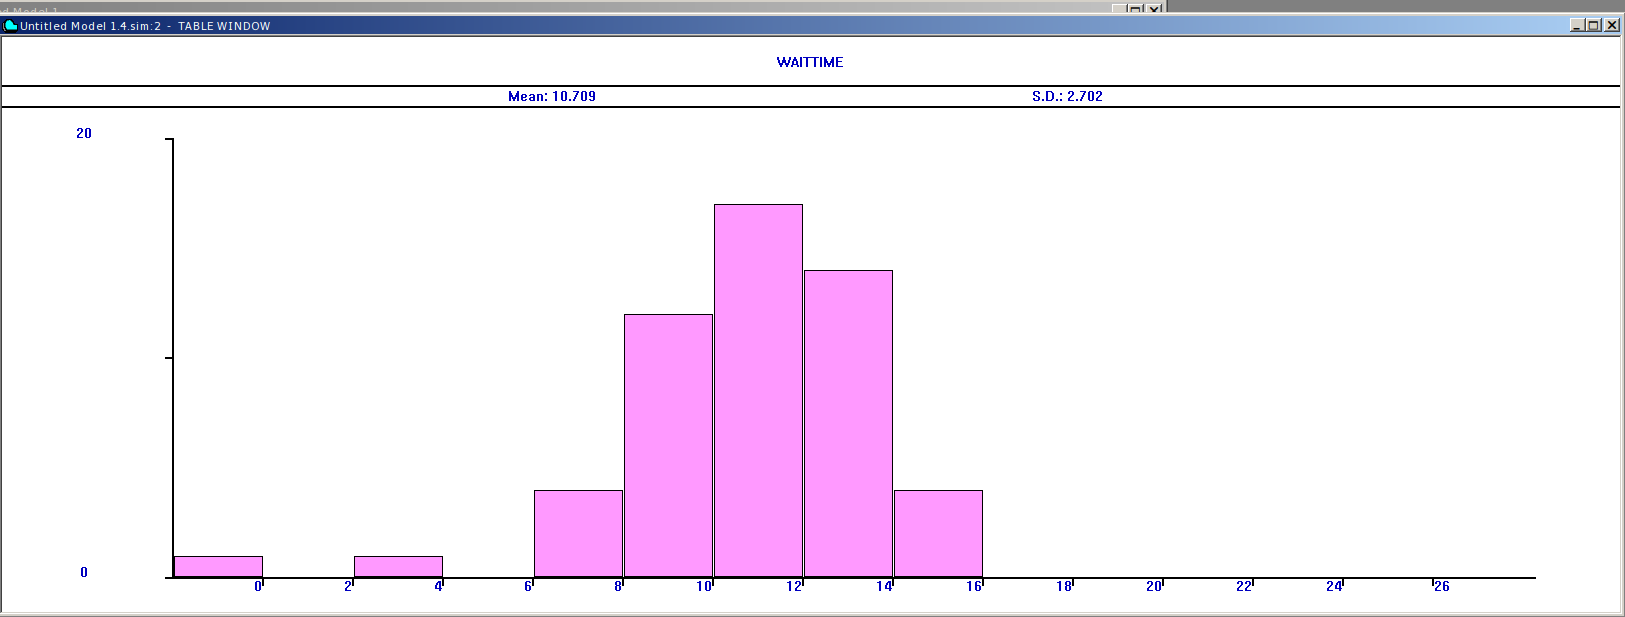 Untitled Model 1.4.sim:2 - TABLE WINDOW
WAITTIME
Mean: 10.709 S.D.: 2.702
20
0
0 2 4 6 8 10 12 14 16 18 20 22 24 26